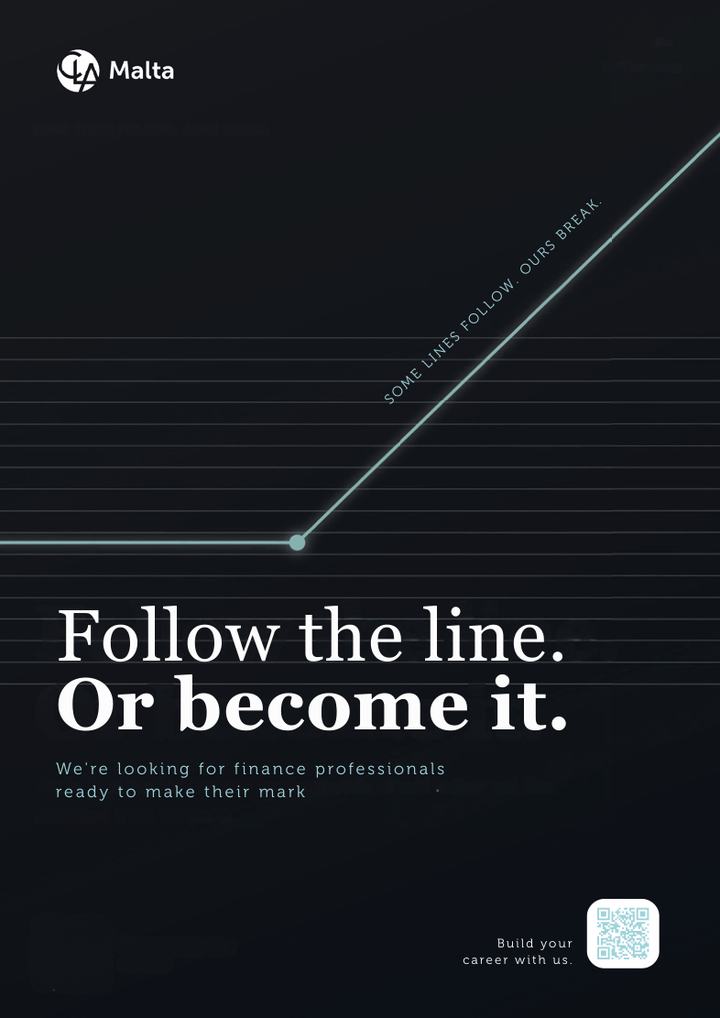 CLA Malta
SOME LINES FOLLOW. OURS BREAK.
Follow the line.
Or become it.
We're looking for finance professionals
ready to make their mark
Build your
career with us.